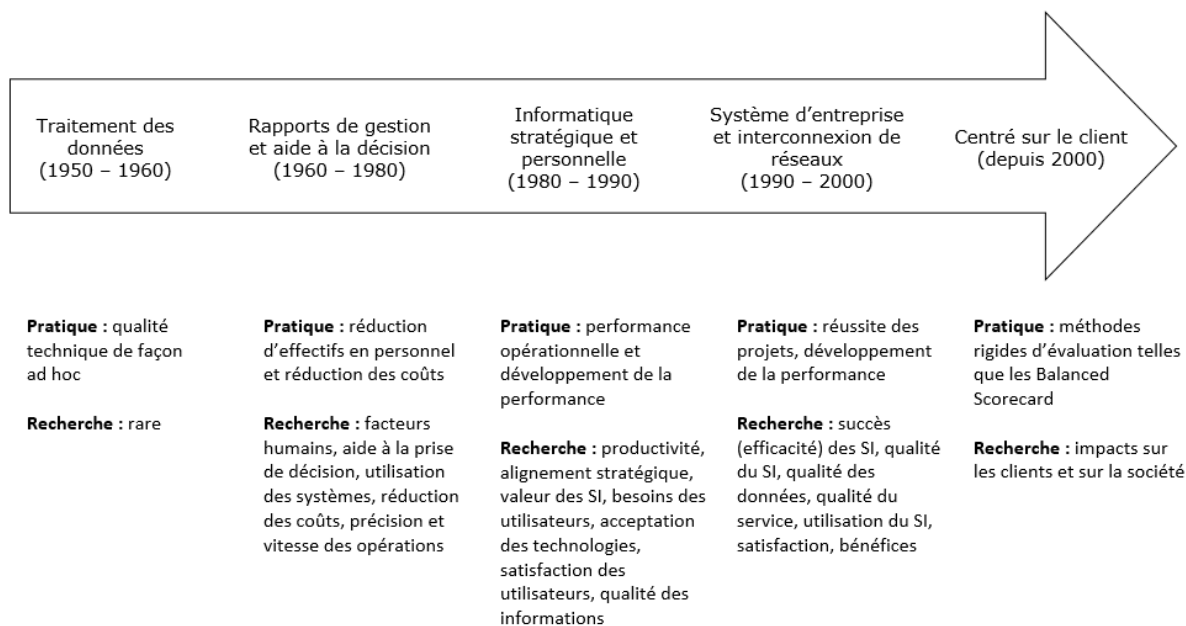 Traitement des
données
(1950 – 1960)
Rapports de gestion
et aide à la décision
(1960 – 1980)
Informatique
stratégique et
personnelle
(1980 – 1990)
Système d'entreprise
et interconnexion de
réseaux
(1990 – 2000)
Centré sur le client
(depuis 2000)
Pratique : qualité
technique de façon
ad hoc
Recherche : rare
Pratique : réduction
d'effectifs en personnel
et réduction des coûts
Recherche : facteurs
humains, aide à la prise
de décision, utilisation
des systèmes, réduction
des coûts, précision et
vitesse des opérations
Pratique : performance
opérationnelle et
développement de la
performance
Recherche : productivité,
alignement stratégique,
valeur des SI, besoins des
utilisateurs, acceptation
des technologies,
satisfaction des
utilisateurs, qualité des
informations
Pratique : réussite des
projets, développement
de la performance
Recherche : succès
(efficacité) des SI, qualité
du SI, qualité des
données, qualité du
service, utilisation du SI,
satisfaction, bénéfices
Pratique : méthodes
rigides d'évaluation telles
que les Balanced
Scorecard
Recherche : impacts sur
les clients et sur la société